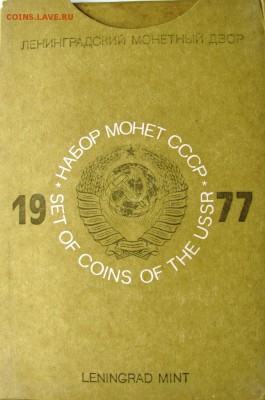 COINS.LAVE.RU
ЛЕНИНГРАДСКИЙ МОНЕТНЫЙ ДВОР
* НАБОР МОНЕТ СССР *
19 77
SET OF COINS OF THE USSR
LENINGRAD MINT